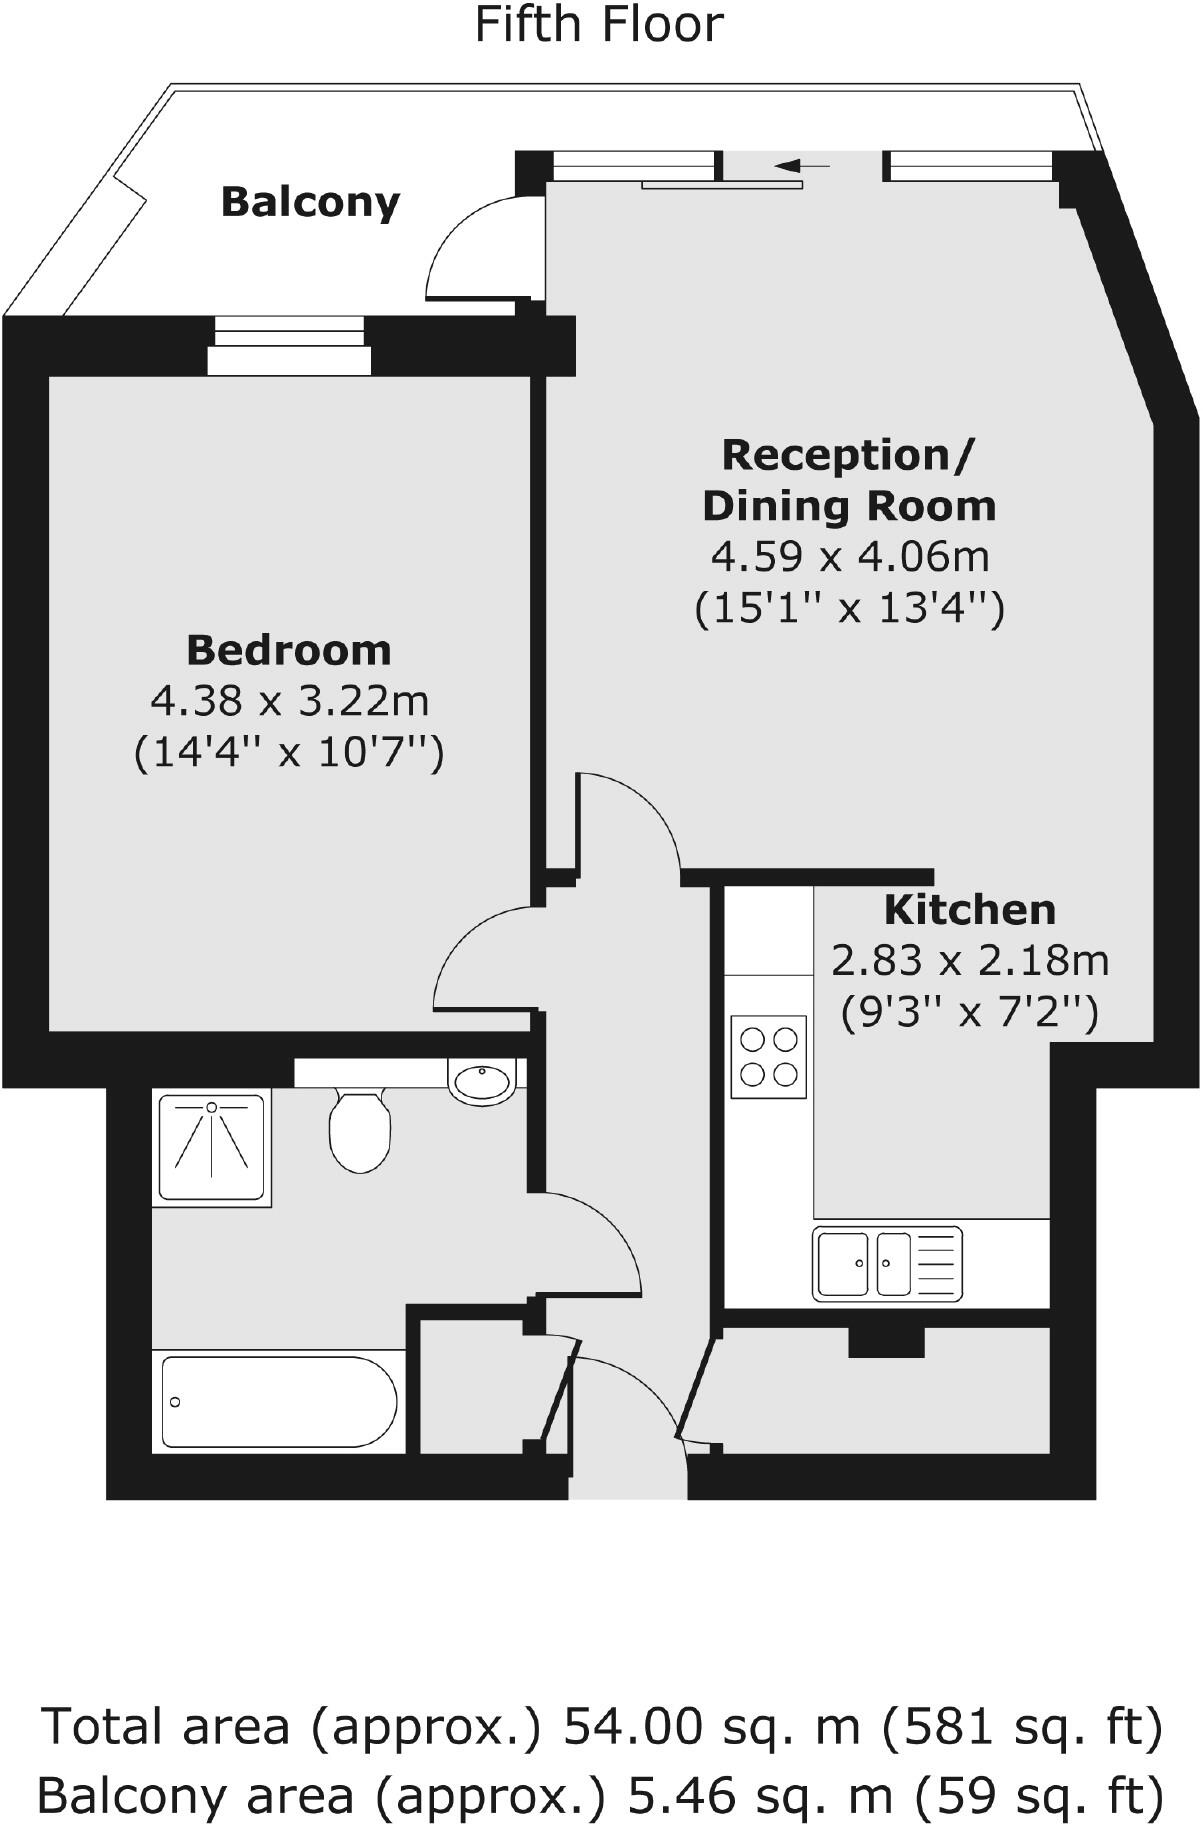 Fifth Floor
Balcony
Reception/
Dining Room
4.59 x 4.06m
(15'1'' x 13'4'')
Bedroom
4.38 x 3.22m
(14'4'' x 10'7'')
Kitchen
2.83 x 2.18m
(9'3'' x 7'2'')
Total area (approx.) 54.00 sq. m (581 sq. ft)
Balcony area (approx.) 5.46 sq. m (59 sq. ft)